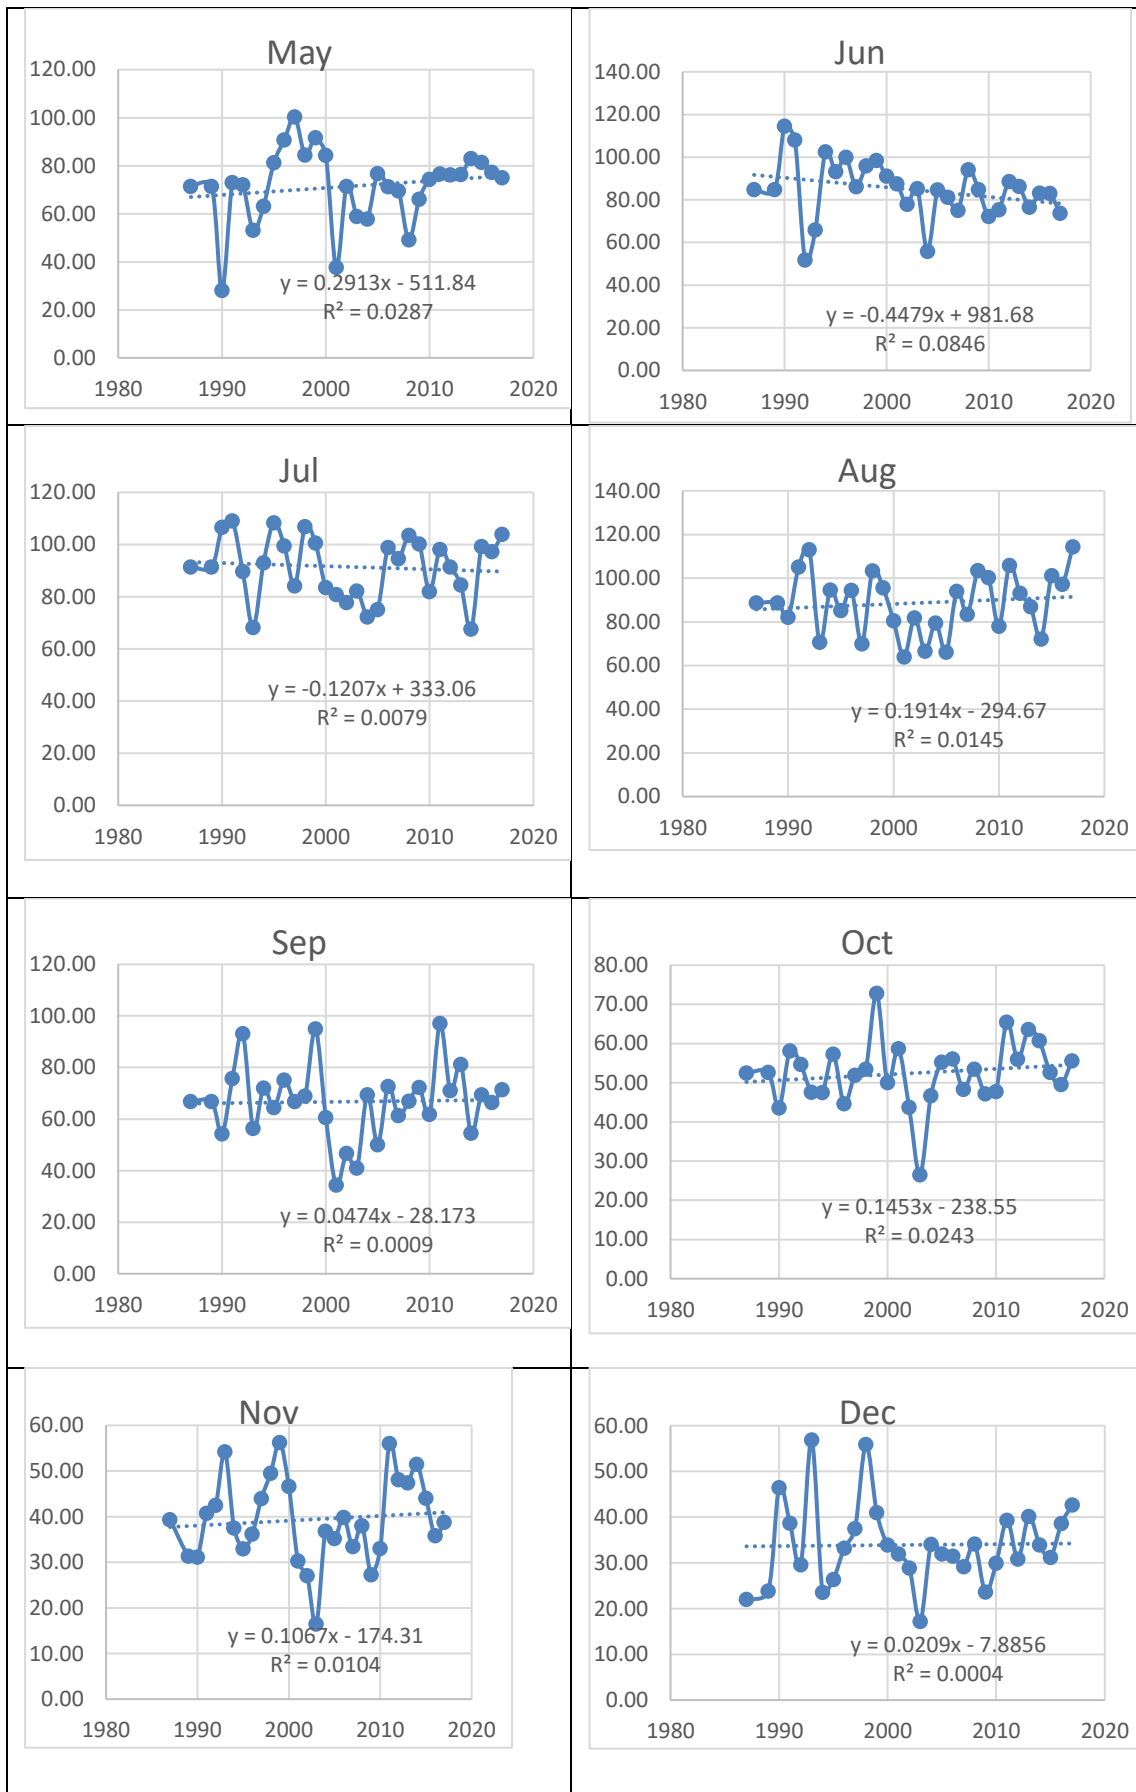 May
120.00
100.00
80.00
60.00
40.00
20.00
0.00
y = 0.2913x - 511.84
R² = 0.0287
1980 1990 2000 2010 2020
Jun
140.00
120.00
100.00
80.00
60.00
40.00
20.00
0.00
y = -0.4479x + 981.68
R² = 0.0846
1980 1990 2000 2010 2020
Jul
120.00
100.00
80.00
60.00
40.00
20.00
0.00
y = -0.1207x + 333.06
R² = 0.0079
1980 1990 2000 2010 2020
Aug
140.00
120.00
100.00
80.00
60.00
40.00
20.00
0.00
y = 0.1914x - 294.67
R² = 0.0145
1980 1990 2000 2010 2020
Sep
120.00
100.00
80.00
60.00
40.00
20.00
0.00
y = 0.0474x - 28.173
R² = 0.0009
1980 1990 2000 2010 2020
Oct
80.00
70.00
60.00
50.00
40.00
30.00
20.00
10.00
0.00
y = 0.1453x - 238.55
R² = 0.0243
1980 1990 2000 2010 2020
Nov
60.00
50.00
40.00
30.00
20.00
10.00
0.00
y = 0.1067x - 174.31
R² = 0.0104
1980 1990 2000 2010 2020
Dec
60.00
50.00
40.00
30.00
20.00
10.00
0.00
y = 0.0209x - 7.8856
R² = 0.0004
1980 1990 2000 2010 2020